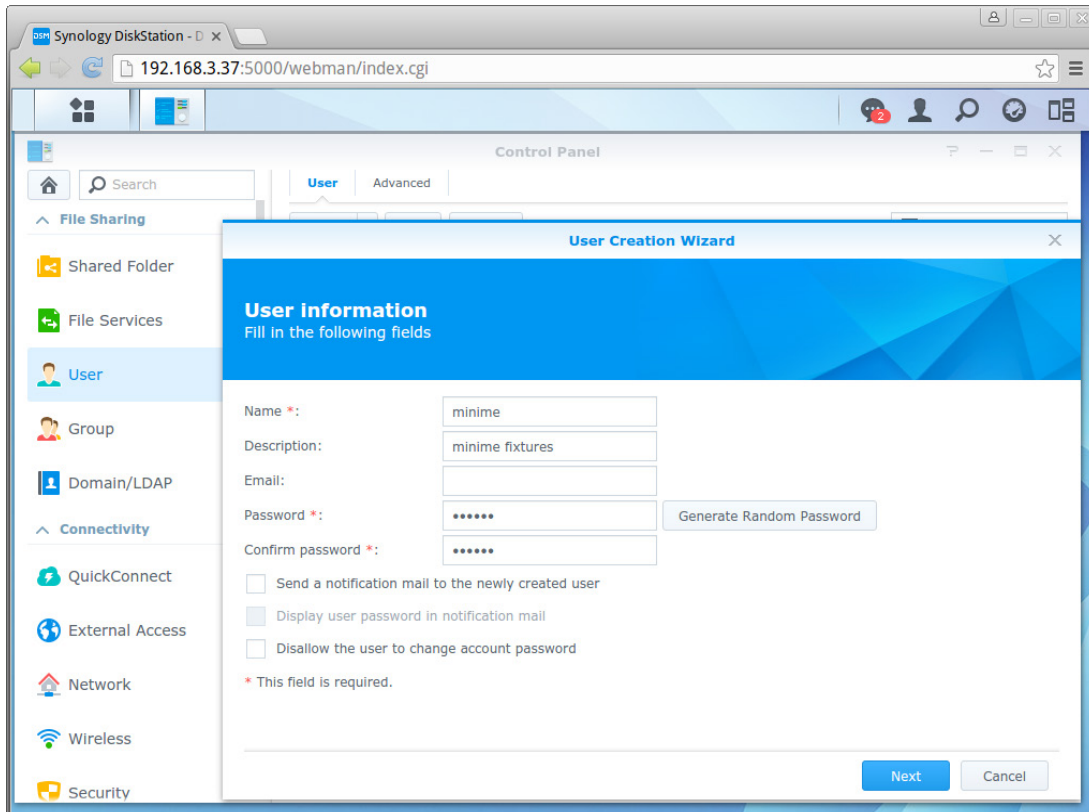 DSM Synology DiskStation - D
192.168.3.37:5000/webman/index.cgi
2
Control Panel
Search
User Advanced
File Sharing
User Creation Wizard
Shared Folder
User information
File Services
Fill in the following fields
User
Name *: minime
Group
Description: minime fixtures
Domain/LDAP
Email:
Password *: •••••• Generate Random Password
Connectivity
Confirm password *: ••••••
QuickConnect
Send a notification mail to the newly created user
Display user password in notification mail
External Access
Disallow the user to change account password
Network
* This field is required.
Wireless
Next Cancel
Security